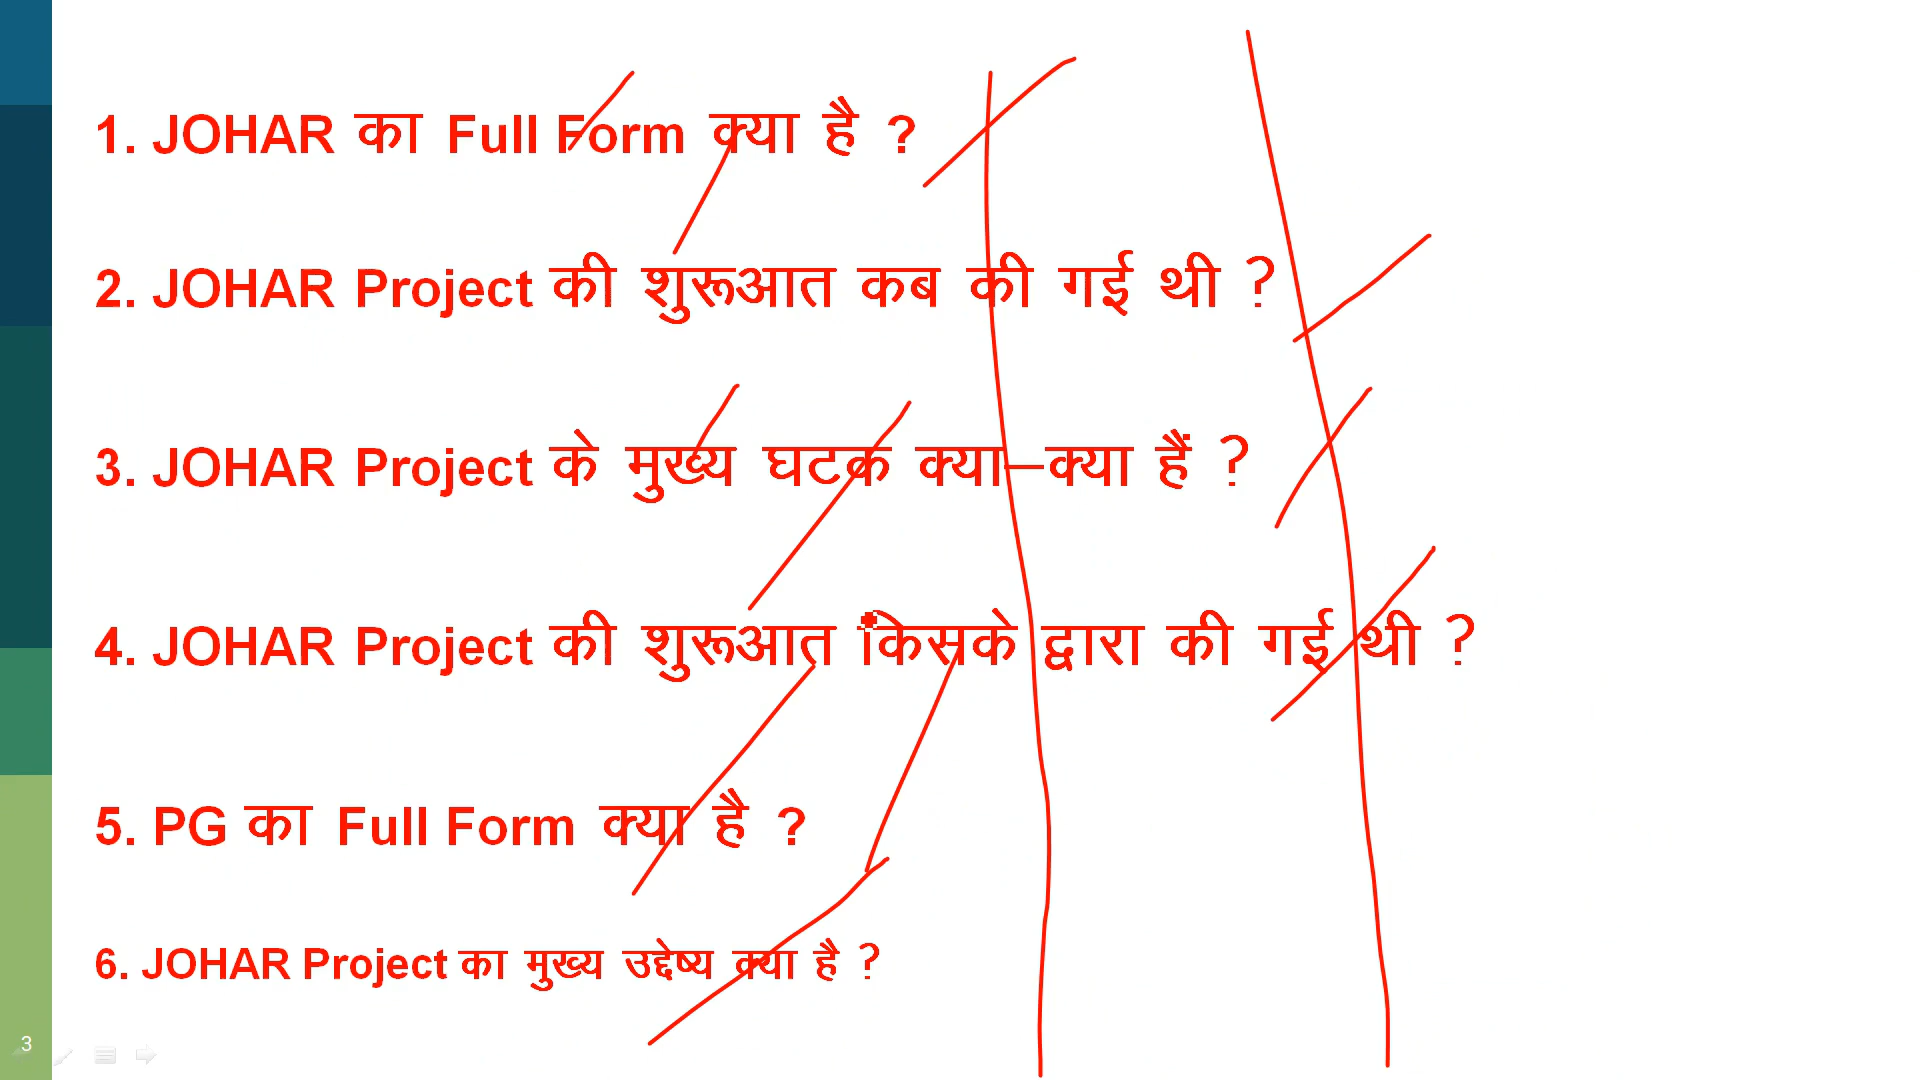 1. JOHAR का Full Form क्या है ?
2. JOHAR Project की शुरूआत कब की गई थी ?
3. JOHAR Project के मुख्य घटक क्या–क्या हैं ?
4. JOHAR Project की शुरूआत किसके द्वारा की गई थी ?
5. PG का Full Form क्या है ?
6. JOHAR Project का मुख्य उद्देष्य क्या है ?
3